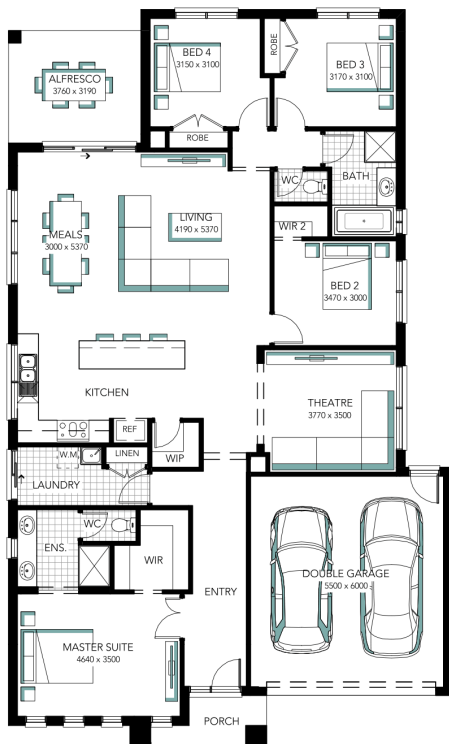 BED 4
3150 x 3100
ROBE
BED 3
3170 x 3100
ALFRESCO
3760 x 3190
ROBE
WC
BATH
LIVING
4190 x 5370
MEALS
3000 x 5370
WIR 2
BED 2
3470 x 3000
KITCHEN
THEATRE
3770 x 3500
REF
WIP
W.M.
LINEN
LAUNDRY
WC
ENS.
WIR
ENTRY
DOUBLE GARAGE
5500 x 6000
MASTER SUITE
4640 x 3500
PORCH